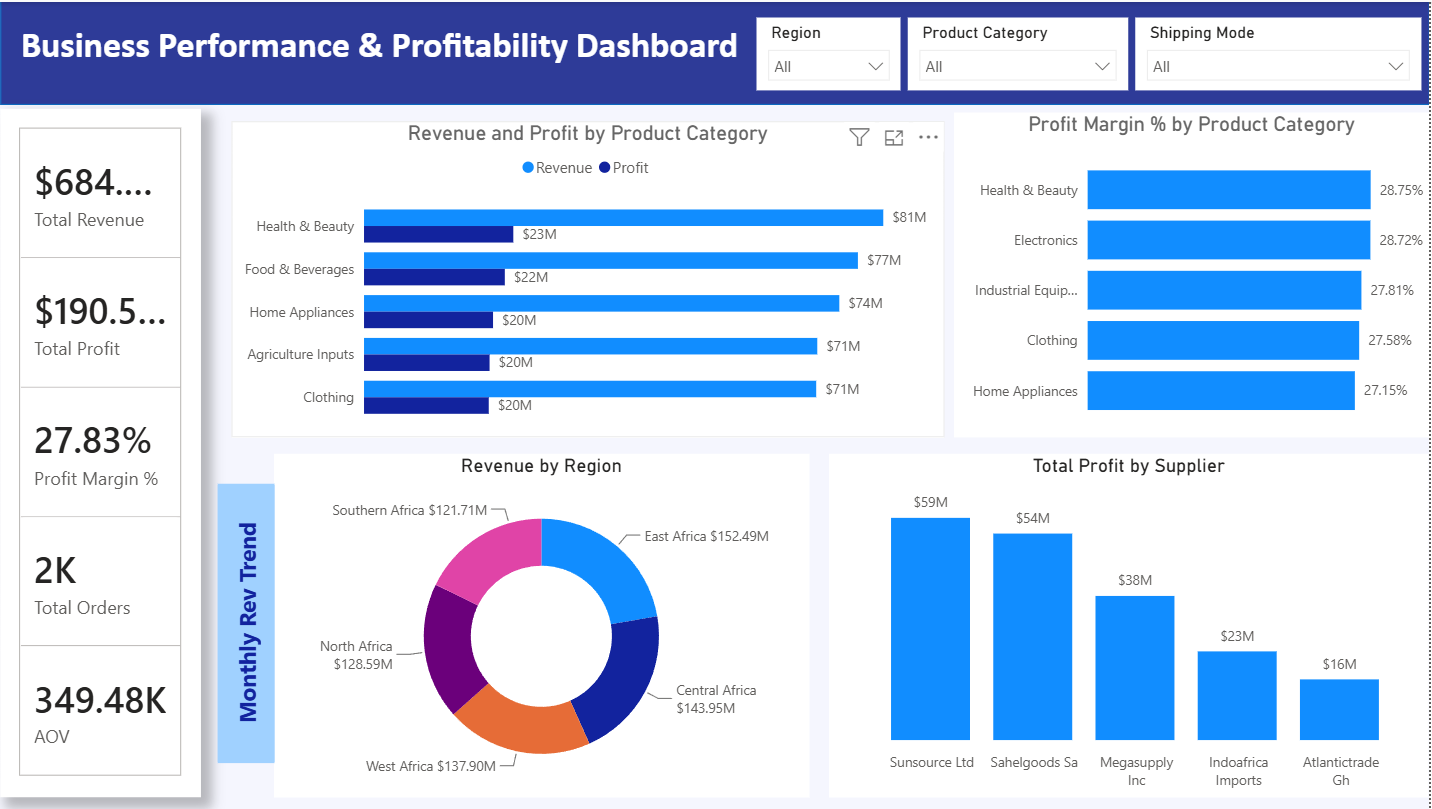 Business Performance & Profitability Dashboard
Region
All
Product Category
All
Shipping Mode
All
$684....
Total Revenue
$190.5...
Total Profit
27.83%
Profit Margin %
2K
Total Orders
349.48K
AOV
Revenue and Profit by Product Category
Revenue Profit
Health & Beauty $81M
$23M
Food & Beverages $77M
$22M
Home Appliances $74M
$20M
Agriculture Inputs $71M
$20M
Clothing $71M
$20M
Profit Margin % by Product Category
Health & Beauty 28.75%
Electronics 28.72%
Industrial Equip... 27.81%
Clothing 27.58%
Home Appliances 27.15%
Monthly Rev Trend
Revenue by Region
Southern Africa $121.71M
East Africa $152.49M
North Africa
$128.59M
Central Africa
$143.95M
West Africa $137.90M
Total Profit by Supplier
$59M
$54M
$38M
$23M
$16M
Sunsource Ltd Sahelgoods Sa Megasupply Indoafrica Atlantictrade
Inc Imports Gh